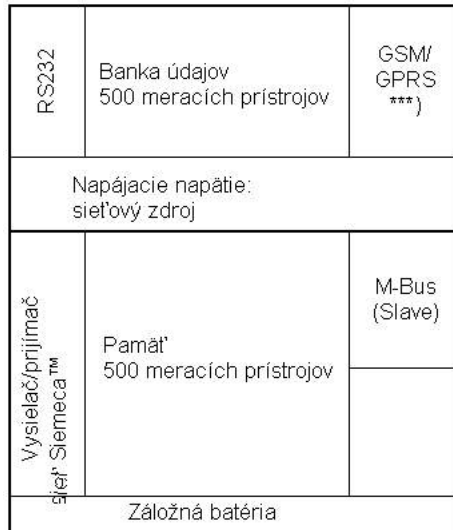 RS232
Banka údajov
500 meracích prístrojov
GSM/
GPRS
***)
Napájacie napätie:
sieťový zdroj
Vysielač/prijímač
sieť Siemeca™
Pamäť
500 meracích prístrojov
M-Bus
(Slave)
Záložná batéria